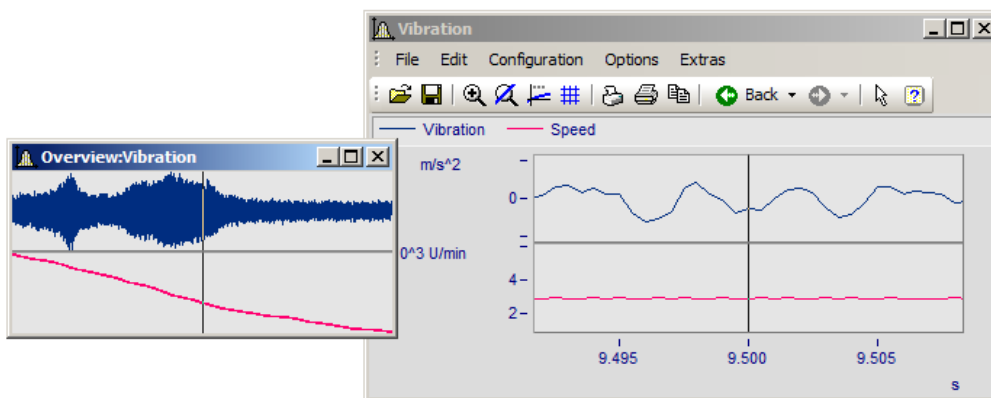 Vibration
File Edit Configuration Options Extras
Back
Vibration Speed
Overview:Vibration
m/s^2
0
0^3 U/min
4
2
9.495 9.500 9.505
s